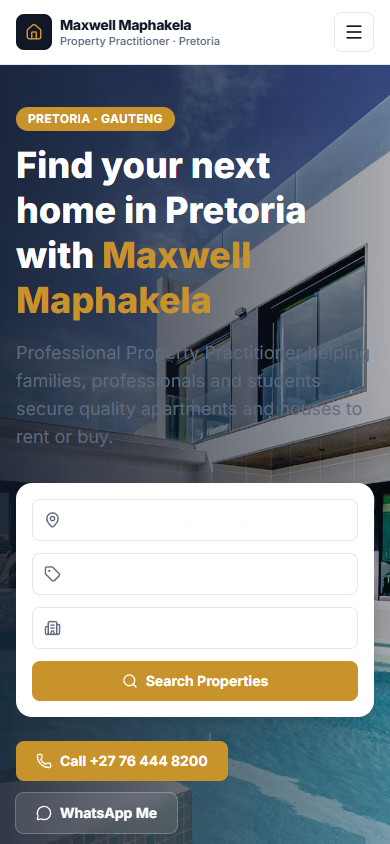 Maxwell Maphakela
Property Practitioner · Pretoria
PRETORIA · GAUTENG
Find your next
home in Pretoria
with Maxwell
Maphakela
Professional Property Practitioner helping
families, professionals and students
secure quality apartments and houses to
rent or buy.
Search Properties
Call +27 76 444 8200
WhatsApp Me